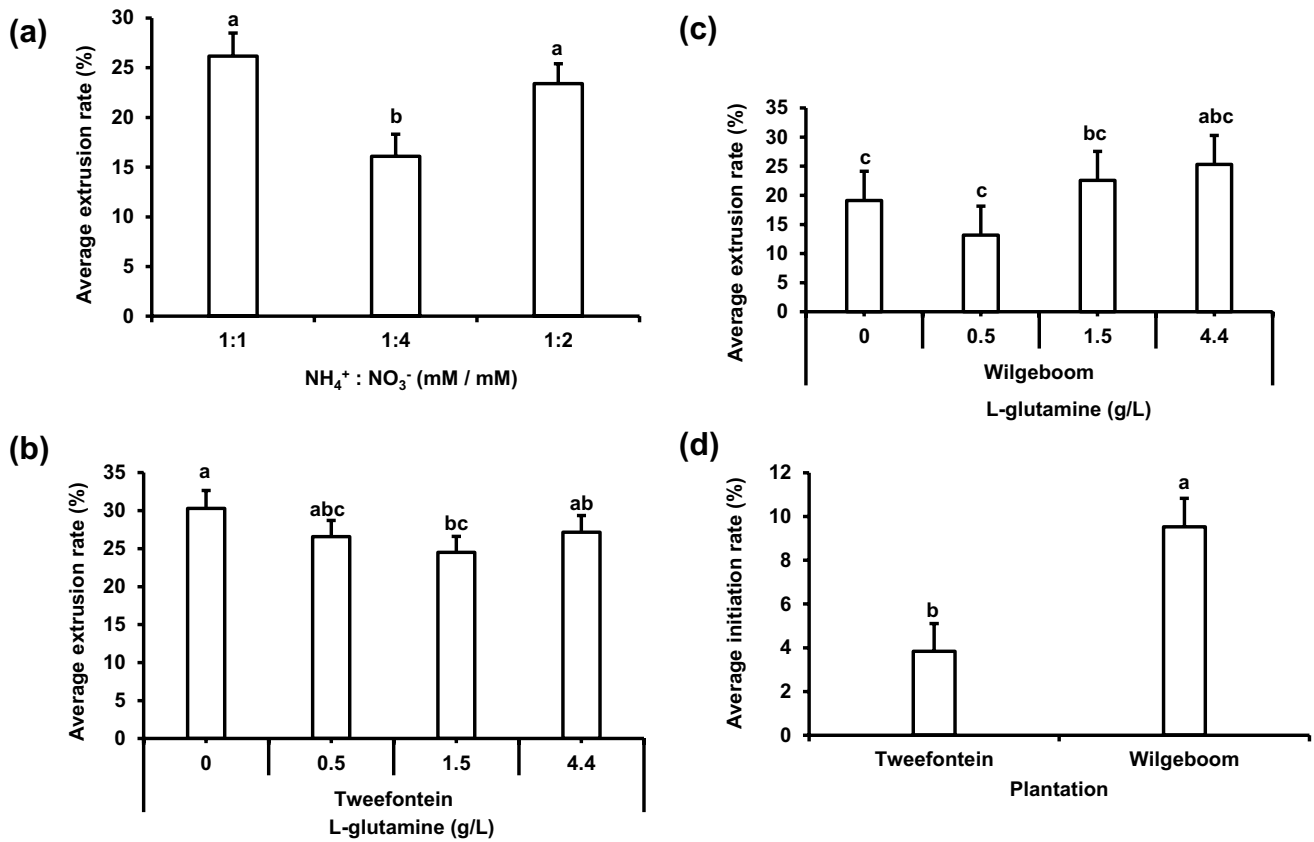 (a)
Average extrusion rate (%)
30
25
20
15
10
5
0
a
b
a
1:1 1:4 1:2
NH₄⁺ : NO₃⁻ (mM / mM)
(b)
Average extrusion rate (%)
35
30
25
20
15
10
5
0
a
abc
bc
ab
0 0.5 1.5 4.4
Tweefontein
L-glutamine (g/L)
(c)
Average extrusion rate (%)
35
30
25
20
15
10
5
0
c
c
bc
abc
0 0.5 1.5 4.4
Wilgeboom
L-glutamine (g/L)
(d)
Average initiation rate (%)
12
10
8
6
4
2
0
b
a
Tweefontein Wilgeboom
Plantation